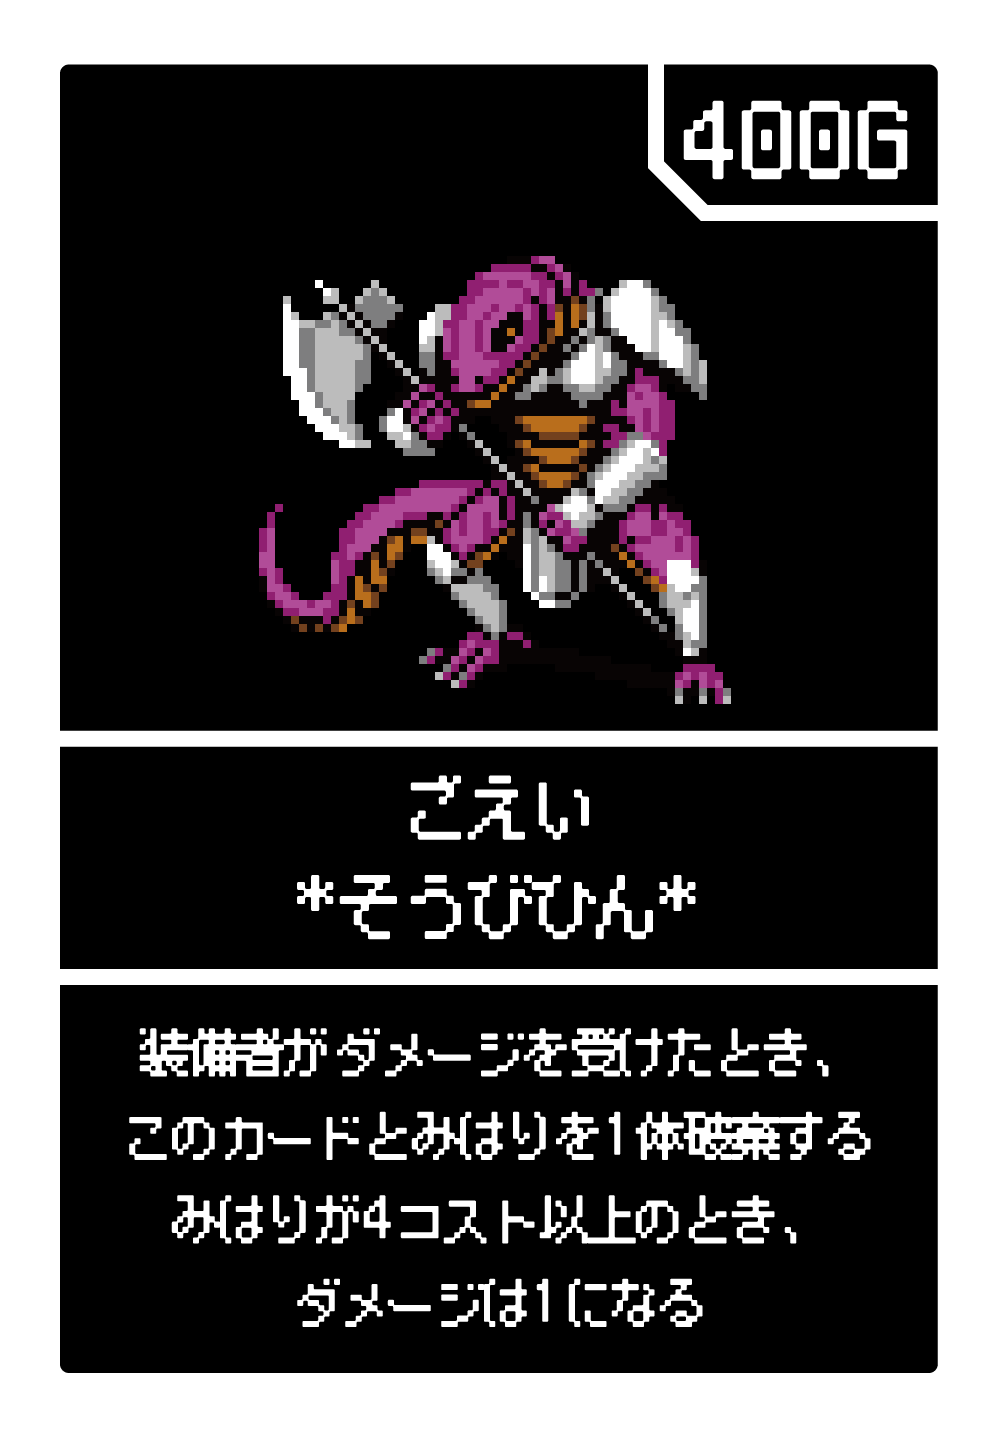 400G
ごえい
*そうびひん*
装備者がダメージを受けたとき、
このカードとみはりを1体破棄する
みはりが4コスト以上のとき、
ダメージは1になる